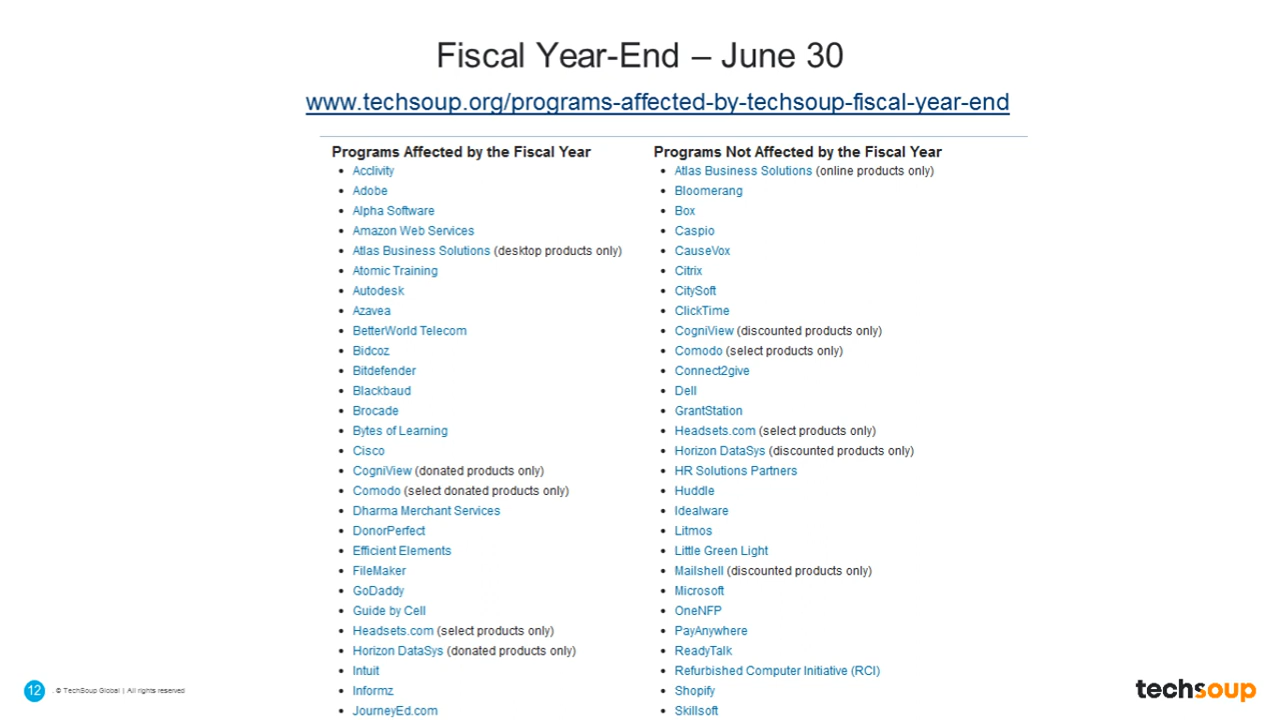 Fiscal Year-End – June 30
www.techsoup.org/programs-affected-by-techsoup-fiscal-year-end
Programs Affected by the Fiscal Year
• Acclivity
• Adobe
• Alpha Software
• Amazon Web Services
• Atlas Business Solutions (desktop products only)
• Atomic Training
• Autodesk
• Azavea
• BetterWorld Telecom
• Bidcoz
• Bitdefender
• Blackbaud
• Brocade
• Bytes of Learning
• Cisco
• CogniView (donated products only)
• Comodo (select donated products only)
• Dharma Merchant Services
• DonorPerfect
• Efficient Elements
• FileMaker
• GoDaddy
• Guide by Cell
• Headsets.com (select products only)
• Horizon DataSys (donated products only)
• Intuit
• Informz
• JourneyEd.com
Programs Not Affected by the Fiscal Year
• Atlas Business Solutions (online products only)
• Bloomerang
• Box
• Caspio
• CauseVox
• Citrix
• CitySoft
• ClickTime
• CogniView (discounted products only)
• Comodo (select products only)
• Connect2give
• Dell
• GrantStation
• Headsets.com (select products only)
• Horizon DataSys (discounted products only)
• HR Solutions Partners
• Huddle
• Idealware
• Litmos
• Little Green Light
• Mailshell (discounted products only)
• Microsoft
• OneNFP
• PayAnywhere
• ReadyTalk
• Refurbished Computer Initiative (RCI)
• Shopify
• Skillsoft
12 . © TechSoup Global | All rights reserved
techsoup